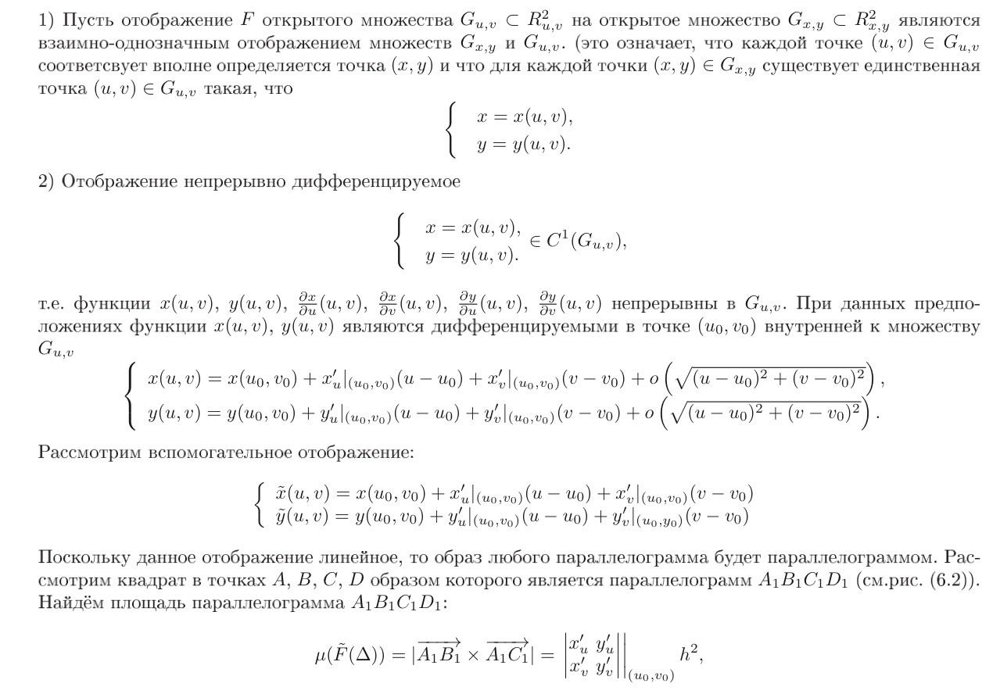 1) Пусть отображение $F$ открытого множества $G_{u,v} \subset R^2_{u,v}$ на открытое множество $G_{x,y} \subset R^2_{x,y}$ являются
взаимно-однозначным отображением множеств $G_{x,y}$ и $G_{u,v}$. (это означает, что каждой точке $(u, v) \in G_{u,v}$
соответсвует вполне определяется точка $(x, y)$ и что для каждой точки $(x, y) \in G_{x,y}$ существует единственная
точка $(u, v) \in G_{u,v}$ такая, что
$$\begin{cases} x = x(u, v), \\ y = y(u, v). \end{cases}$$
2) Отображение непрерывно дифференцируемое
$$\begin{cases} x = x(u, v), \\ y = y(u, v). \end{cases} \in C^1(G_{u,v}),$$
т.е. функции $x(u, v)$, $y(u, v)$, $\frac{\partial x}{\partial u}(u, v)$, $\frac{\partial x}{\partial v}(u, v)$, $\frac{\partial y}{\partial u}(u, v)$, $\frac{\partial y}{\partial v}(u, v)$ непрерывны в $G_{u,v}$. При данных предпо-
ложениях функции $x(u, v)$, $y(u, v)$ являются дифференцируемыми в точке $(u_0, v_0)$ внутренней к множеству
$G_{u,v}$
$$\begin{cases} x(u, v) = x(u_0, v_0) + x'_u|_{(u_0,v_0)}(u - u_0) + x'_v|_{(u_0,v_0)}(v - v_0) + o\left(\sqrt{(u - u_0)^2 + (v - v_0)^2}\right), \\ y(u, v) = y(u_0, v_0) + y'_u|_{(u_0,v_0)}(u - u_0) + y'_v|_{(u_0,v_0)}(v - v_0) + o\left(\sqrt{(u - u_0)^2 + (v - v_0)^2}\right). \end{cases}$$
Рассмотрим вспомогательное отображение:
$$\begin{cases} \tilde{x}(u, v) = x(u_0, v_0) + x'_u|_{(u_0,v_0)}(u - u_0) + x'_v|_{(u_0,v_0)}(v - v_0) \\ \tilde{y}(u, v) = y(u_0, v_0) + y'_u|_{(u_0,v_0)}(u - u_0) + y'_v|_{(u_0,y_0)}(v - v_0) \end{cases}$$
Поскольку данное отображение линейное, то образ любого параллелограмма будет параллелограммом. Рас-
смотрим квадрат в точках $A$, $B$, $C$, $D$ образом которого является параллелограмм $A_1B_1C_1D_1$ (см.рис. (6.2)).
Найдём площадь параллелограмма $A_1B_1C_1D_1$:
$$\mu(\tilde{F}(\Delta)) = |\overrightarrow{A_1B_1} \times \overrightarrow{A_1C_1}| = \left.\left|\begin{vmatrix} x'_u & y'_u \\ x'_v & y'_v \end{vmatrix}\right|\right._{(u_0,v_0)} h^2,$$